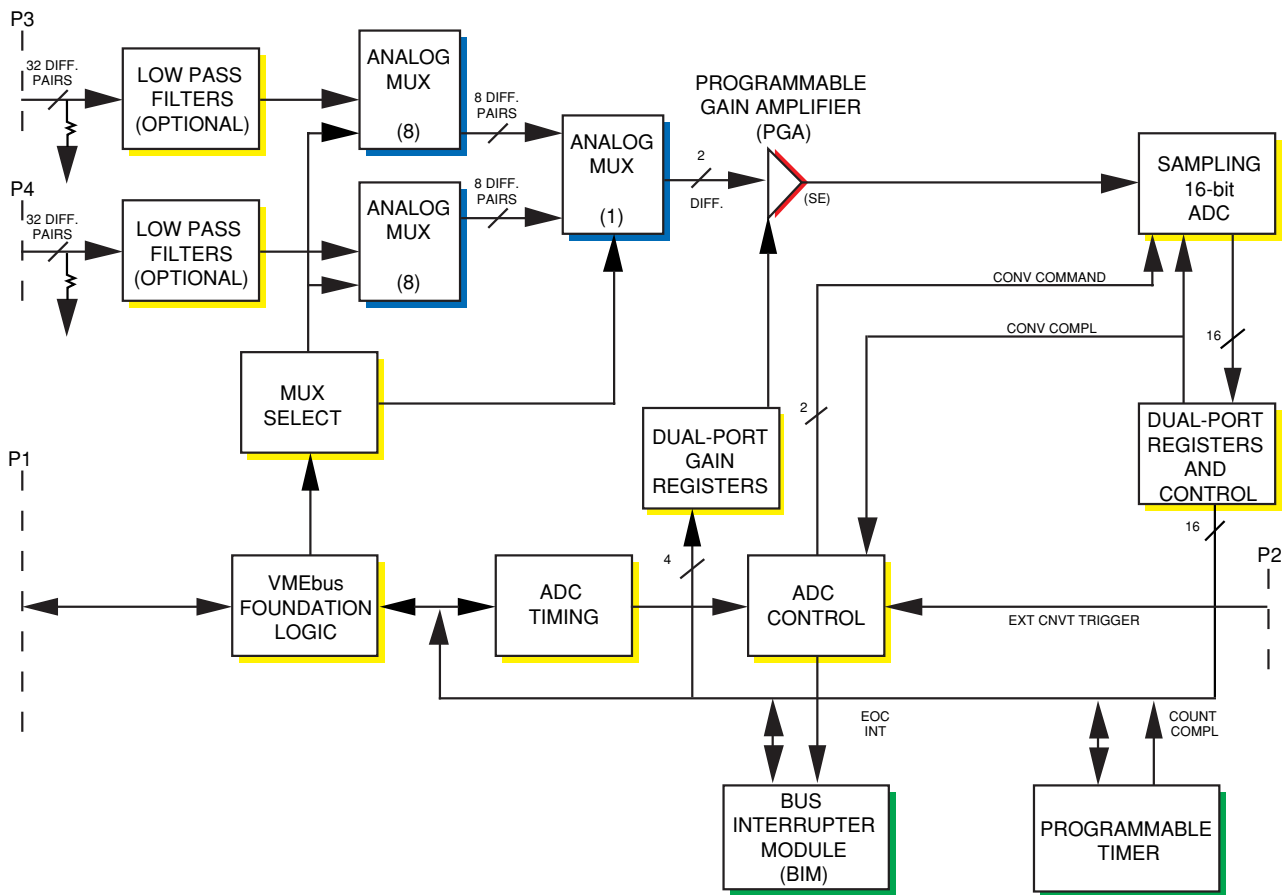 P3
32 DIFF.
PAIRS
LOW PASS
FILTERS
(OPTIONAL)
ANALOG
MUX
(8)
8 DIFF.
PAIRS
P4
32 DIFF.
PAIRS
LOW PASS
FILTERS
(OPTIONAL)
ANALOG
MUX
(8)
8 DIFF.
PAIRS
ANALOG
MUX
(1)
2
DIFF.
PROGRAMMABLE
GAIN AMPLIFIER
(PGA)
(SE)
SAMPLING
16-bit
ADC
CONV COMMAND
CONV COMPL
16
2
MUX
SELECT
DUAL-PORT
GAIN
REGISTERS
DUAL-PORT
REGISTERS
AND
CONTROL
16
4
P1
VMEbus
FOUNDATION
LOGIC
ADC
TIMING
ADC
CONTROL
EXT CNVT TRIGGER
P2
EOC
INT
COUNT
COMPL
BUS
INTERRUPTER
MODULE
(BIM)
PROGRAMMABLE
TIMER